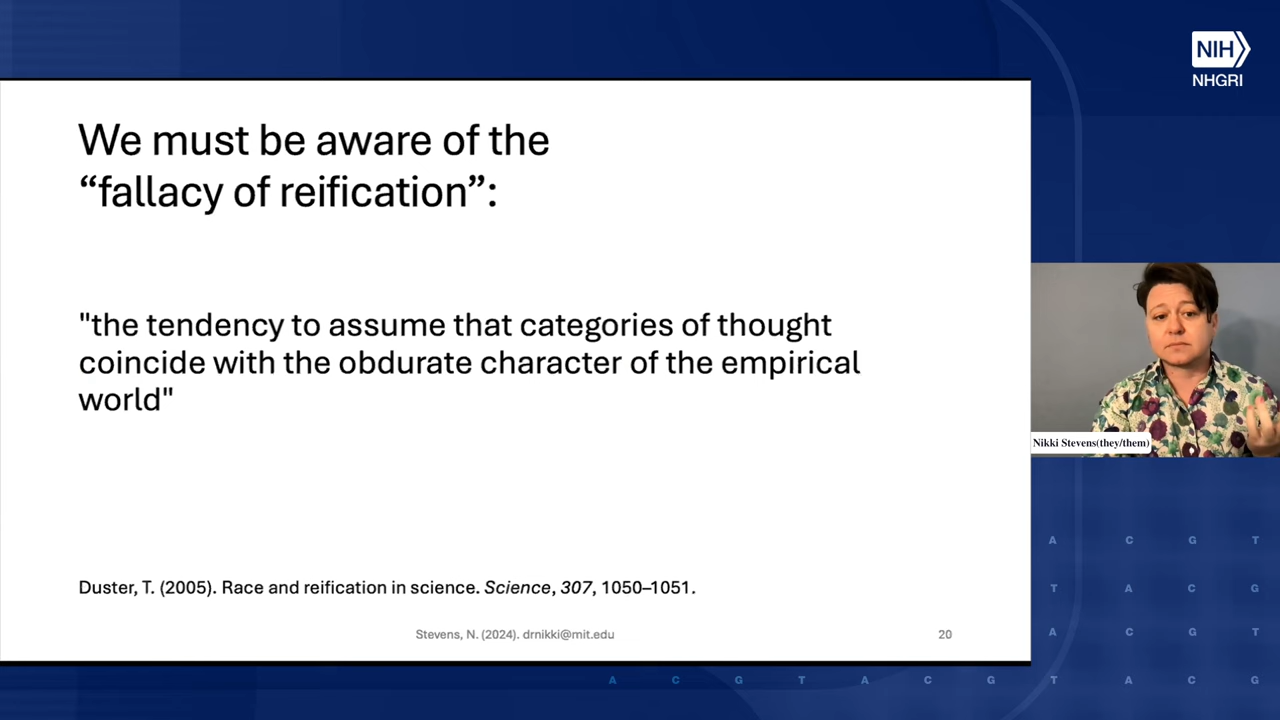 NIH
NHGRI
We must be aware of the
“fallacy of reification”:
"the tendency to assume that categories of thought
coincide with the obdurate character of the empirical
world"
Duster, T. (2005). Race and reification in science. Science, 307, 1050–1051.
Stevens, N. (2024). drnikki@mit.edu
20
Nikki Stevens(they/them)
A C G T
T A C G
A C G T
A C G T A C G T A C G